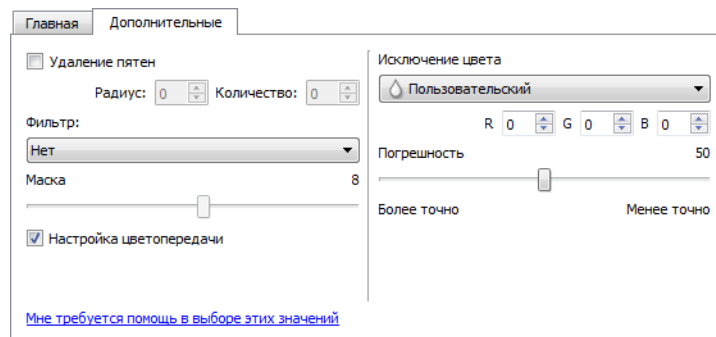 Главная Дополнительные
Удаление пятен
Радиус: 0 Количество: 0
Фильтр:
Нет
Маска 8
Настройка цветопередачи
Мне требуется помощь в выборе этих значений
Исключение цвета
Пользовательский
R 0 G 0 B 0
Погрешность 50
Более точно Менее точно